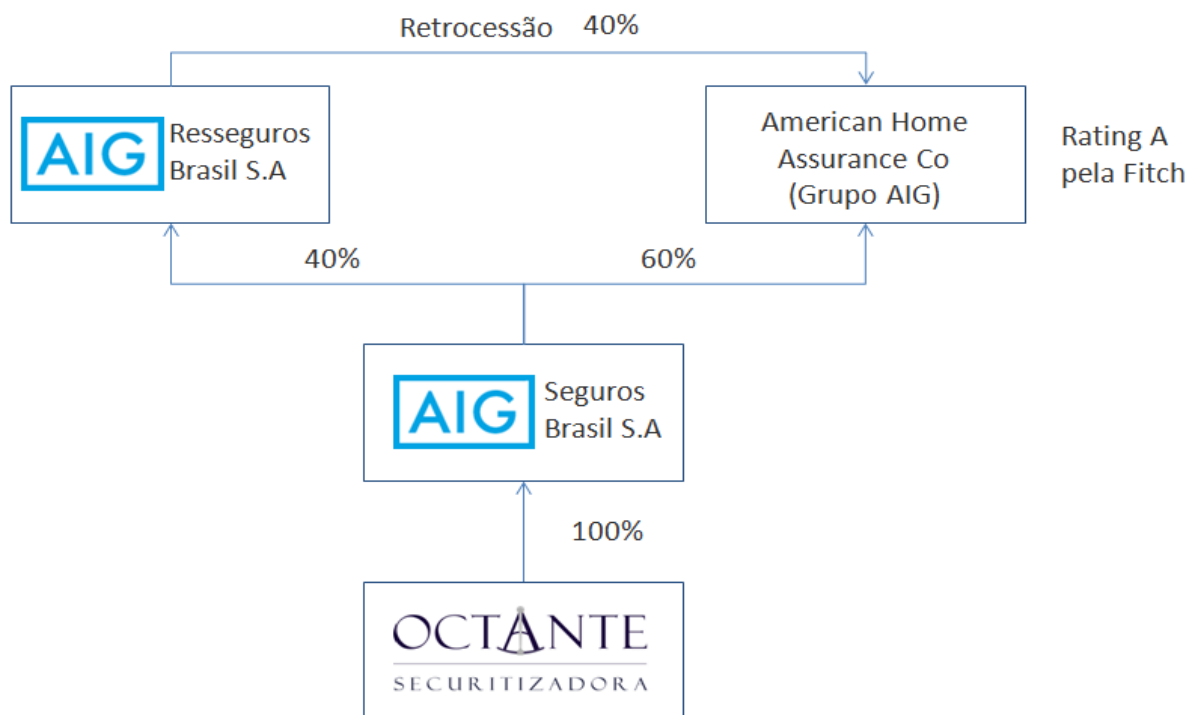 Retrocessão 40%
AIG
Resseguros
Brasil S.A
American Home
Assurance Co
(Grupo AIG)
Rating A
pela Fitch
40%
60%
AIG
Seguros
Brasil S.A
100%
OCTANTE
SECURITIZADORA